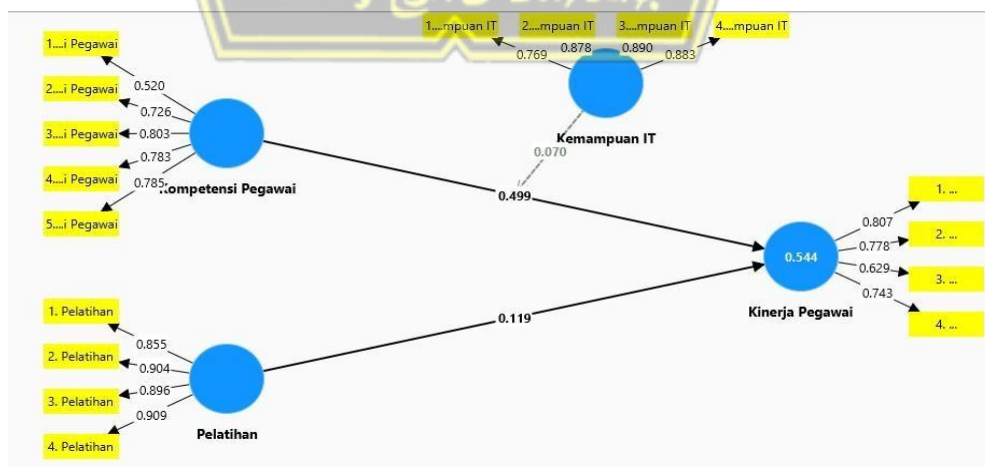 1....mpuan IT 2....mpuan IT 3....mpuan IT 4....mpuan IT
0.769 0.878 0.890 0.883
Kemampuan IT
0.070
1....i Pegawai
2....i Pegawai
3....i Pegawai
4....i Pegawai
5....i Pegawai
0.520
0.726
0.803
0.783
0.785
ompetensi Pegawai
0.499
0.119
1. Pelatihan
2. Pelatihan
3. Pelatihan
4. Pelatihan
0.855
0.904
0.896
0.909
Pelatihan
0.544
Kinerja Pegawai
0.807
0.778
0.629
0.743
1. ...
2. ...
3. ...
4. ...